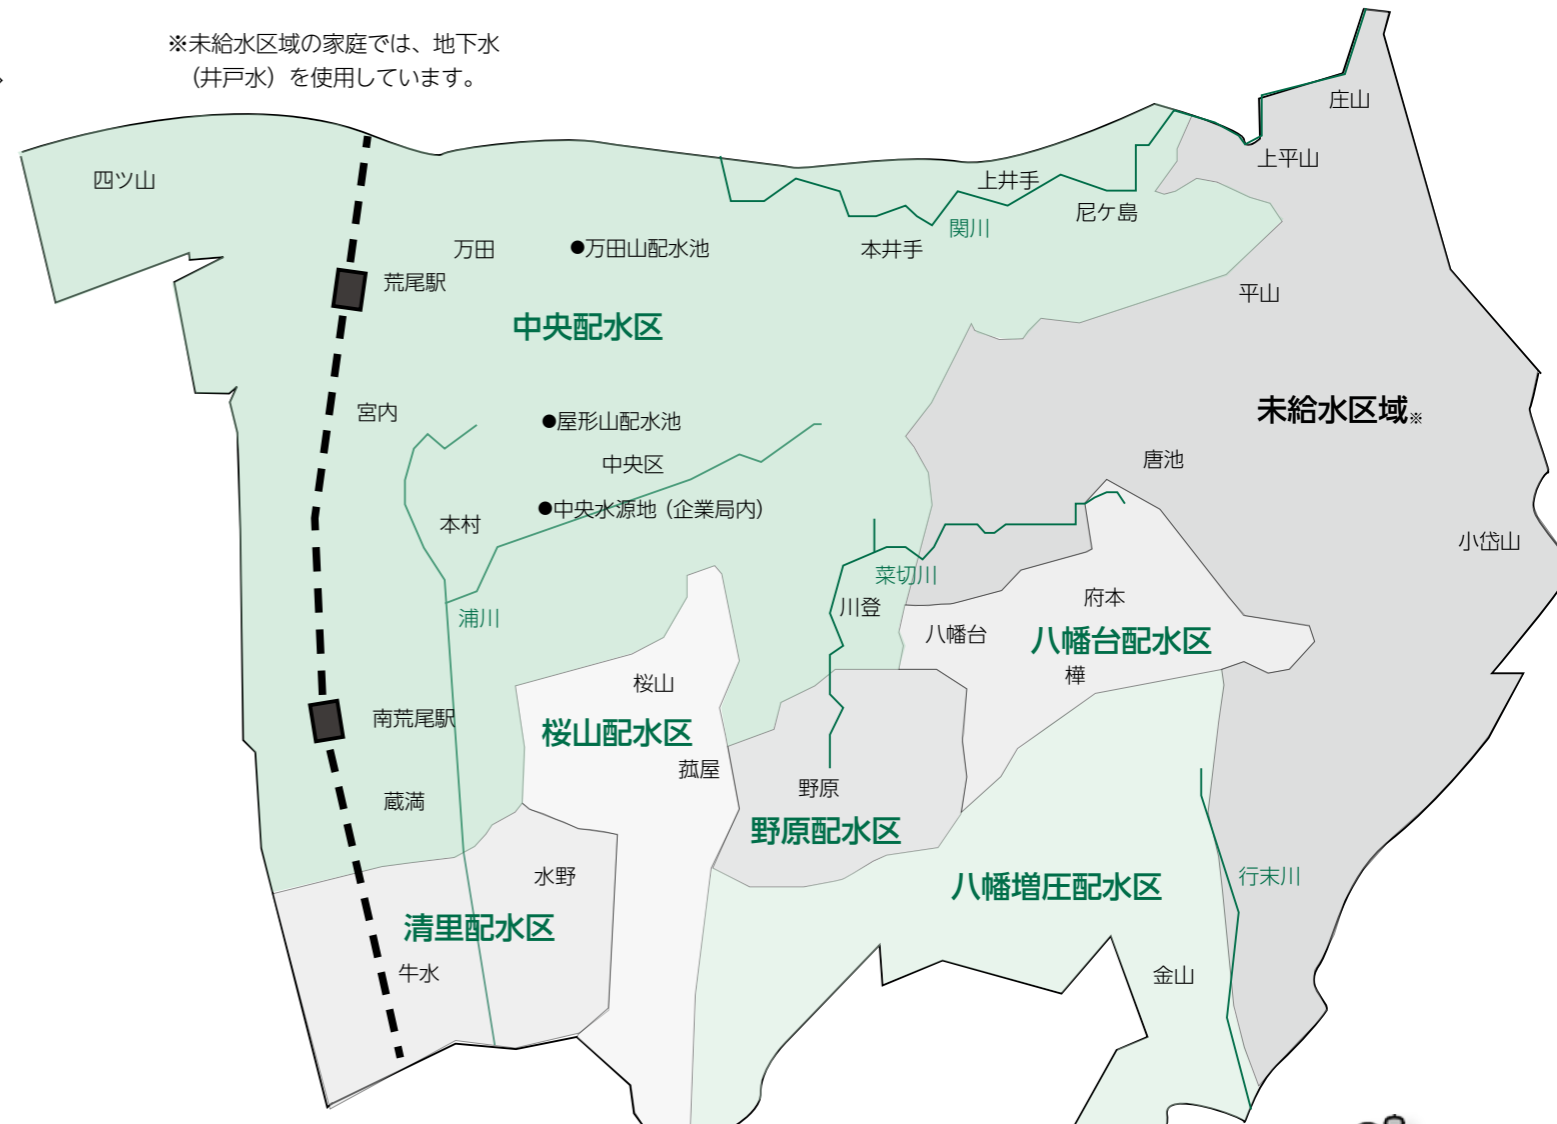 ※未給水区域の家庭では、地下水
（井戸水）を使用しています。
庄山
上平山
四ツ山
上井手
尼ケ島
関川
万田
●万田山配水池
本井手
荒尾駅
平山
中央配水区
宮内
●屋形山配水池
未給水区域※
中央区
唐池
●中央水源地（企業局内）
本村
小岱山
菜切川
川登
府本
浦川
八幡台
八幡台配水区
樺
桜山
南荒尾駅
桜山配水区
菰屋
野原
蔵満
野原配水区
水野
八幡増圧配水区
行末川
清里配水区
牛水
金山